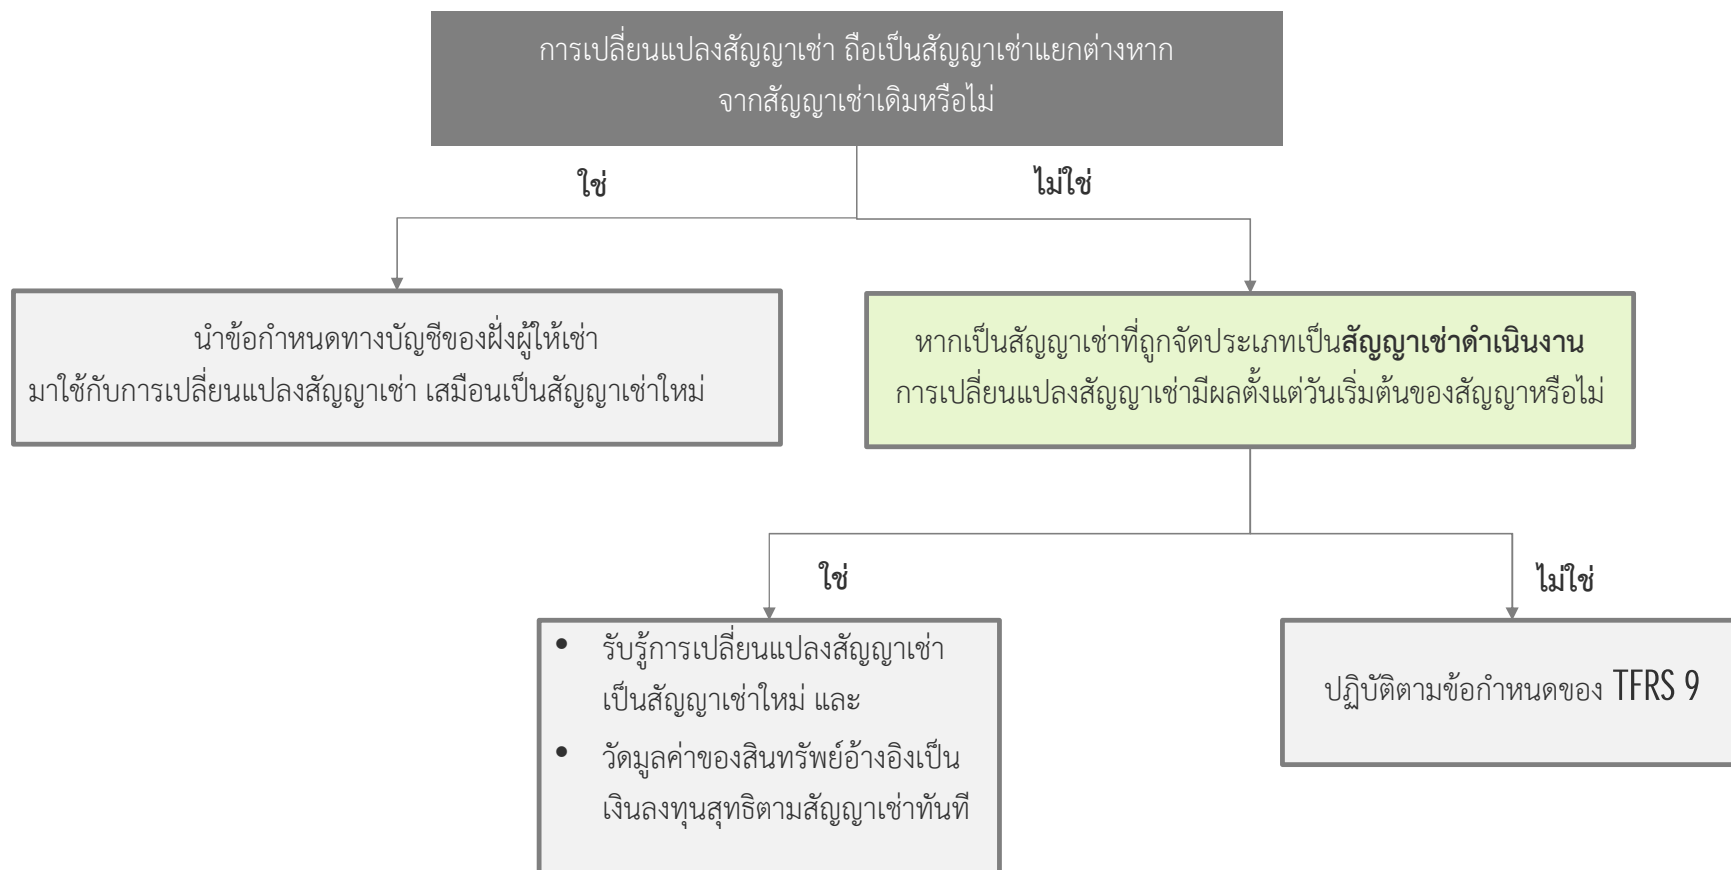 การเปลี่ยนแปลงสัญญาเช่า ถือเป็นสัญญาเช่าแยกต่างหาก
จากสัญญาเช่าเดิมหรือไม่
ใช่
ไม่ใช่
นำข้อกำหนดทางบัญชีของฝั่งผู้ให้เช่า
มาใช้กับการเปลี่ยนแปลงสัญญาเช่า เสมือนเป็นสัญญาเช่าใหม่
หากเป็นสัญญาเช่าที่ถูกจัดประเภทเป็นสัญญาเช่าดำเนินงาน
การเปลี่ยนแปลงสัญญาเช่ามีผลตั้งแต่วันเริ่มต้นของสัญญาหรือไม่
ใช่
ไม่ใช่
• รับรู้การเปลี่ยนแปลงสัญญาเช่า
เป็นสัญญาเช่าใหม่ และ
• วัดมูลค่าของสินทรัพย์อ้างอิงเป็น
เงินลงทุนสุทธิตามสัญญาเช่าทันที
ปฏิบัติตามข้อกำหนดของ TFRS 9